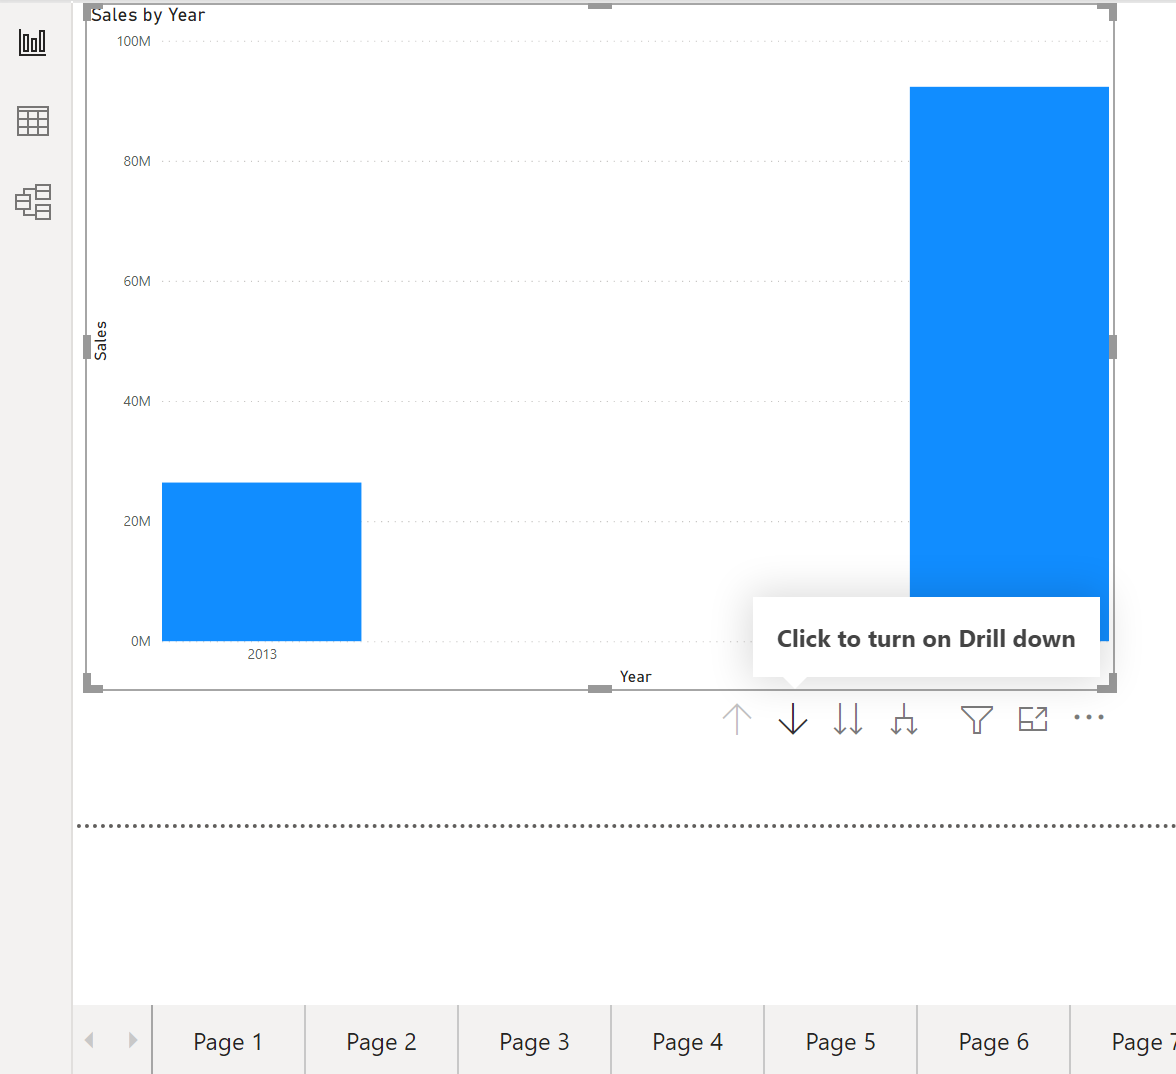 Sales by Year
100M
80M
60M
40M
20M
0M
Sales
2013
Year
Click to turn on Drill down
Page 1
Page 2
Page 3
Page 4
Page 5
Page 6
Page 7